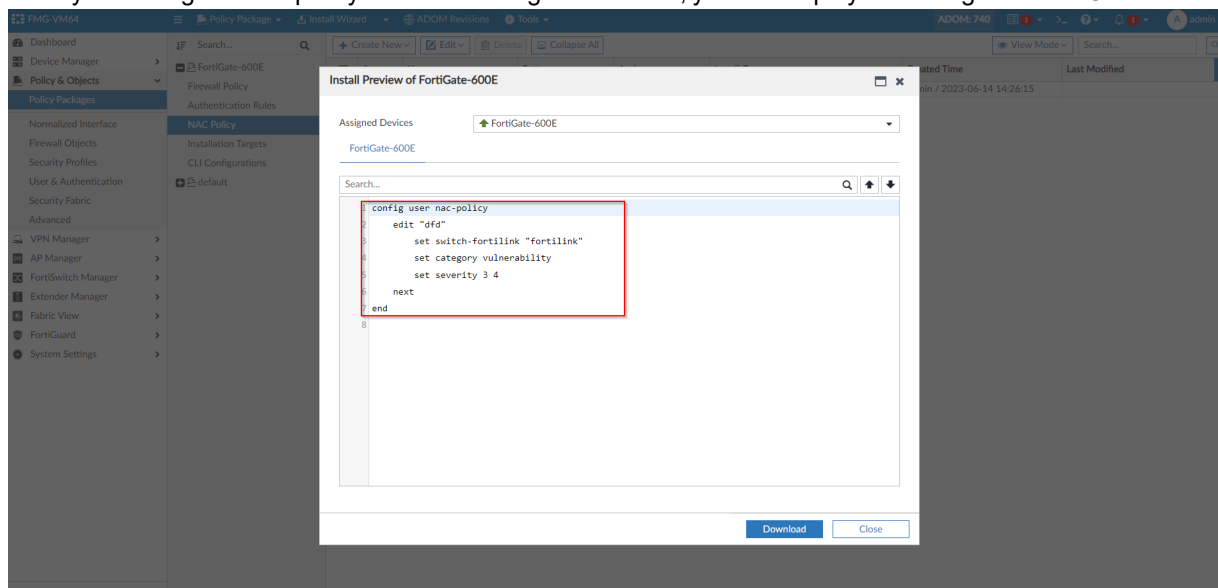 FMG-VM64
Policy Package
Install Wizard
ADOM Revisions
Tools
ADOM: 740
1
1
A
admin
Dashboard
Device Manager
Policy & Objects
Policy Packages
Normalized Interface
Firewall Objects
Security Profiles
User & Authentication
Security Fabric
Advanced
VPN Manager
AP Manager
FortiSwitch Manager
Extender Manager
Fabric View
FortiGuard
System Settings
Search...
FortiGate-600E
Firewall Policy
Authentication Rules
NAC Policy
Installation Targets
CLI Configurations
default
+ Create New
Edit
Delete
Collapse All
View Mode
Search...
Last Modified
/ 2023-06-14 14:26:15
Install Preview of FortiGate-600E
Assigned Devices
FortiGate-600E
FortiGate-600E
Search...
1 config user nac-policy
2 edit "dfd"
3 set switch-fortilink "fortilink"
4 set category vulnerability
5 set severity 3 4
6 next
7 end
8
Download
Close